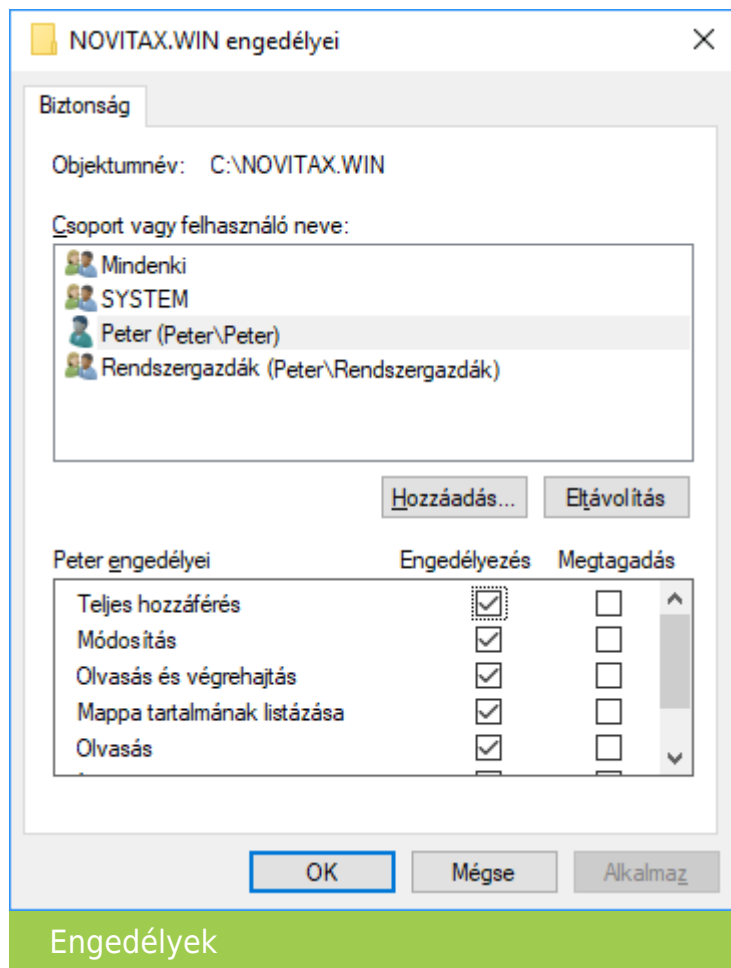 NOVITAX.WIN engedélyei
Biztonság
Objektumnév: C:\NOVITAX.WIN
Csoport vagy felhasználó neve:
Mindenki
SYSTEM
Peter (Peter\Peter)
Rendszergazdák (Peter\Rendszergazdák)
Hozzáadás... Eltávolítás
Peter engedélyei Engedélyezés Megtagadás
Teljes hozzáférés
Módosítás
Olvasás és végrehajtás
Mappa tartalmának listázása
Olvasás
OK Mégse Alkalmaz
Engedélyek